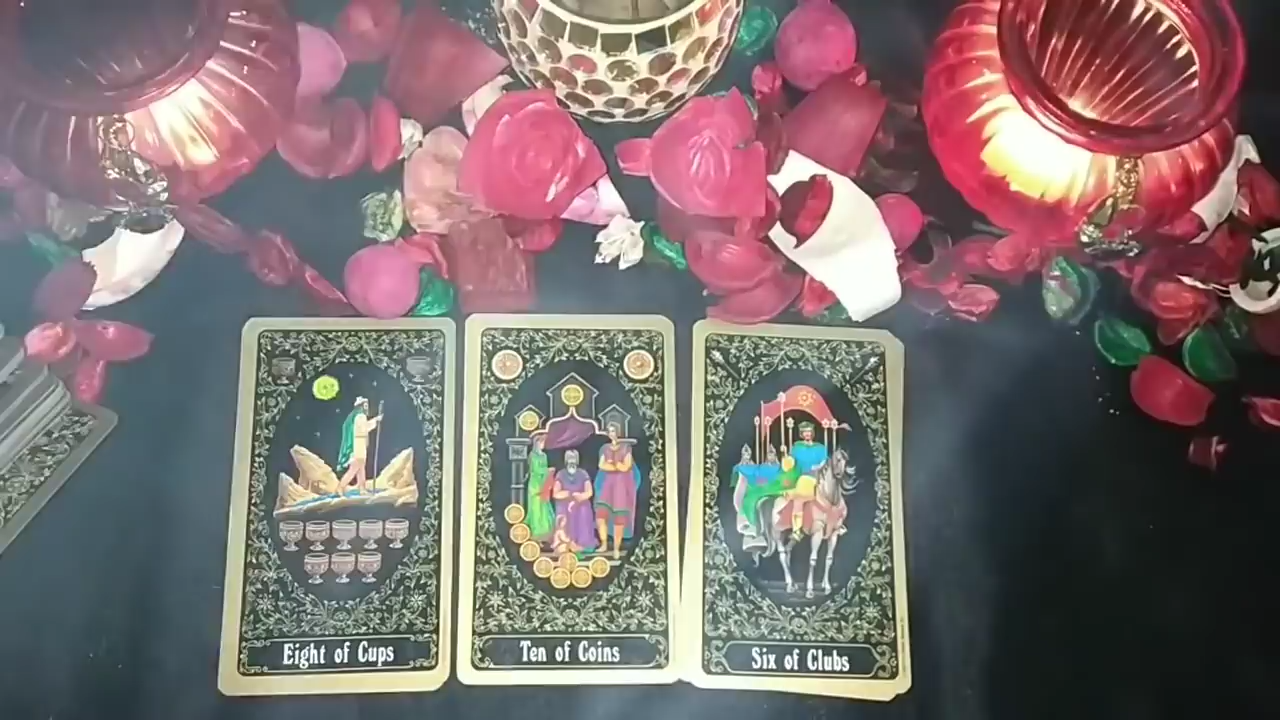 Eight of Cups
Ten of Coins
Six of Clubs